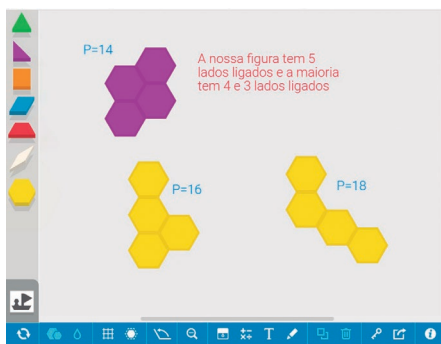 P=14
A nossa figura tem 5
lados ligados e a maioria
tem 4 e 3 lados ligados
P=16
P=18